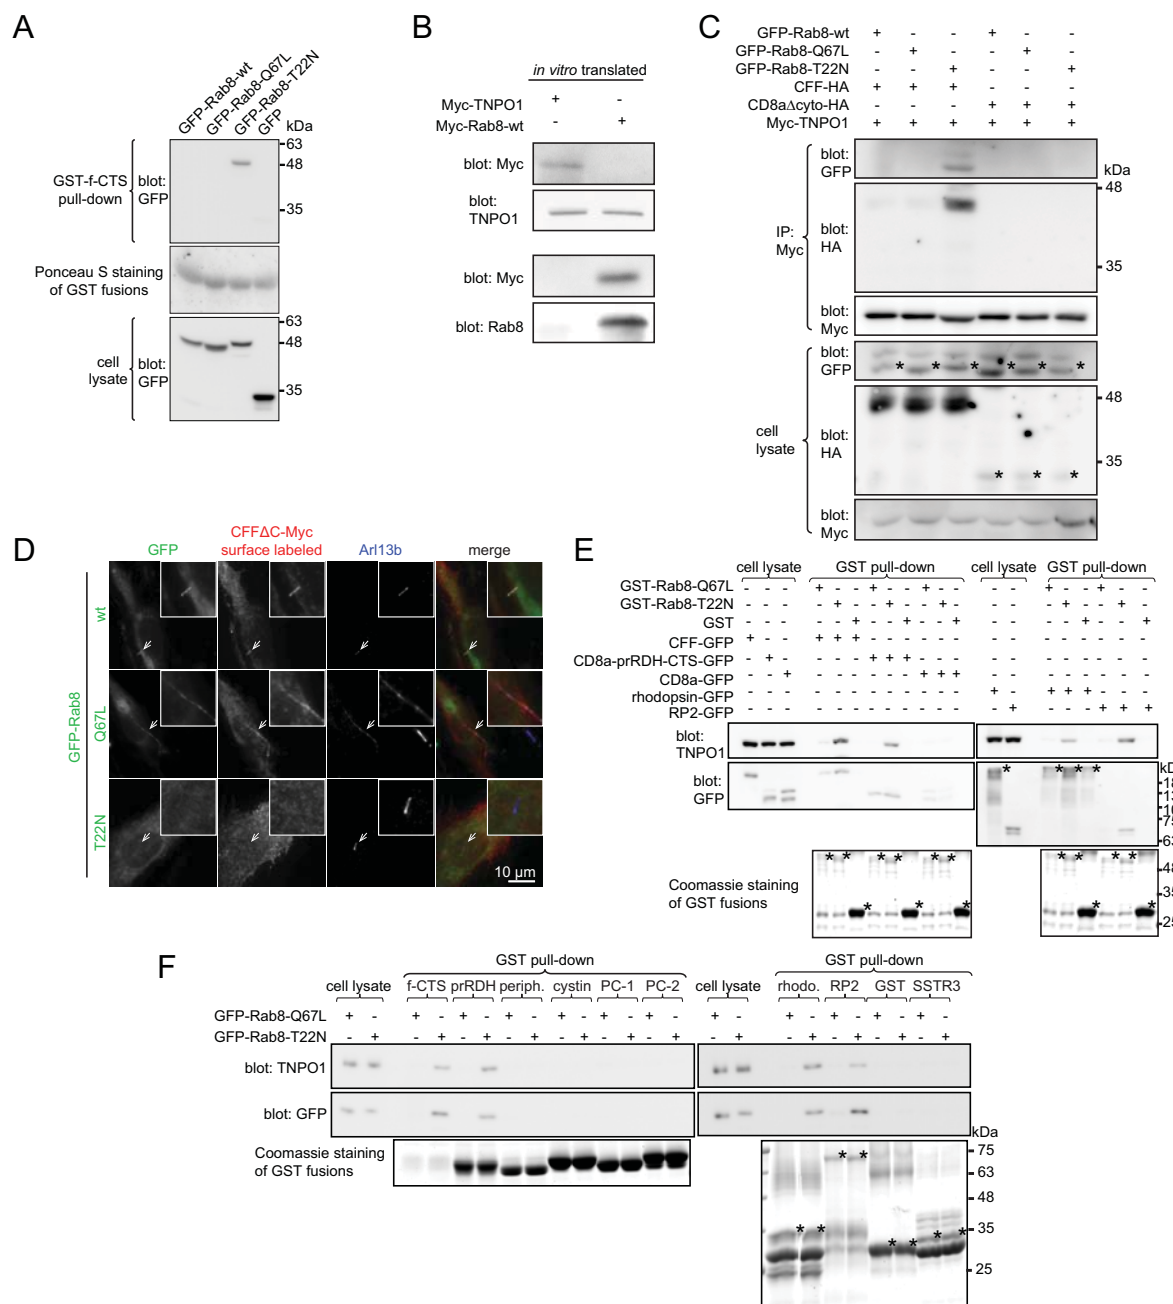 A
GFP-Rab8-wt
GFP-Rab8-Q67L
GFP-Rab8-T22N
GFP
kDa
GST-f-CTS
pull-down
blot:
GFP
63
48
35
Ponceau S staining
of GST fusions
cell
lysate
blot:
GFP
63
48
35
B
in vitro translated
Myc-TNPO1 + -
Myc-Rab8-wt - +
blot: Myc
blot:
TNPO1
blot: Myc
blot: Rab8
C
GFP-Rab8-wt + - - + - -
GFP-Rab8-Q67L - + - - + -
GFP-Rab8-T22N - - + - - +
CFF-HA + + + - - -
CD8aΔcyto-HA - - - + + +
Myc-TNPO1 + + + + + +
IP:
Myc
blot:
GFP
kDa
48
blot:
HA
35
blot:
Myc
cell
lysate
blot:
GFP
* * * * * *
48
blot:
HA
35
* * *
blot:
Myc
D
GFP
CFFΔC-Myc
surface labeled
Arl13b
merge
GFP-Rab8
wt
Q67L
T22N
10 µm
E
cell lysate GST pull-down cell lysate GST pull-down
GST-Rab8-Q67L - - - + - - + - - + - - - - + - - + - -
GST-Rab8-T22N - - - - + - - + - - + - - - - + - - + -
GST - - - - - + - - + - - + - - - - + - - +
CFF-GFP + - - + + + - - - - - - - - - - - - - -
CD8a-prRDH-CTS-GFP - + - - - - + + + - - - - - - - - - - -
CD8a-GFP - - + - - - - - - + + + - - - - - - - -
rhodopsin-GFP - - - - - - - - - - - - + - + + + - - -
RP2-GFP - - - - - - - - - - - - - + - - - + + +
blot:
TNPO1
blot:
GFP
* * * *
75
63
Coomassie staining
of GST fusions
* * * * * * * * *
* * * * * *
48
35
25
F
GST pull-down GST pull-down
cell lysate f-CTS prRDH periph. cystin PC-1 PC-2 cell lysate rhodo. RP2 GST SSTR3
GFP-Rab8-Q67L + - + - + - + - + - + - + - + - + - + - + - + -
GFP-Rab8-T22N - + - + - + - + - + - + - + - + - + - + - + - +
blot: TNPO1
blot: GFP
Coomassie staining
of GST fusions
kDa
75
63
48
35
25
* * * * * * * *